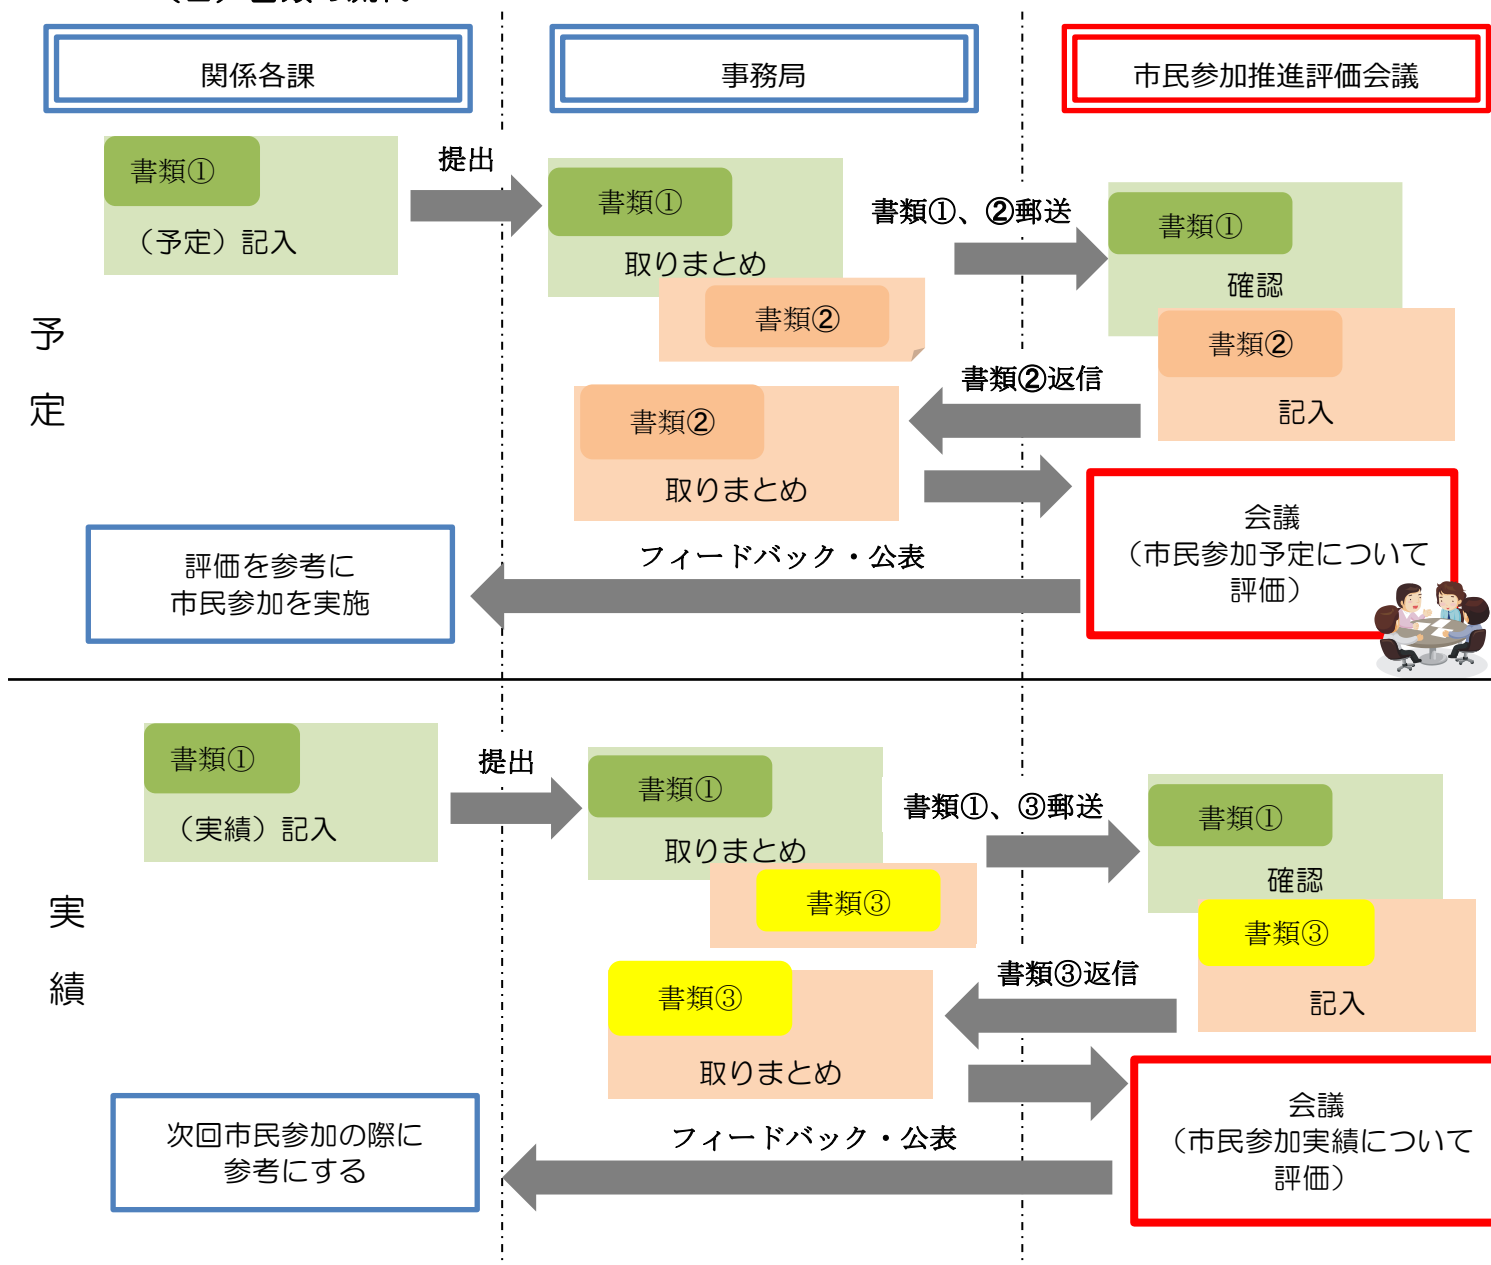 関係各課
事務局
市民参加推進評価会議
予
定
書類①
（予定）記入
提出
書類①
取りまとめ
書類②
書類①、②郵送
書類①
確認
書類②
記入
書類②返信
書類②
取りまとめ
会議
（市民参加予定について
評価）
フィードバック・公表
評価を参考に
市民参加を実施
実
績
書類①
（実績）記入
提出
書類①
取りまとめ
書類③
書類①、③郵送
書類①
確認
書類③
記入
書類③返信
書類③
取りまとめ
会議
（市民参加実績について
評価）
フィードバック・公表
次回市民参加の際に
参考にする